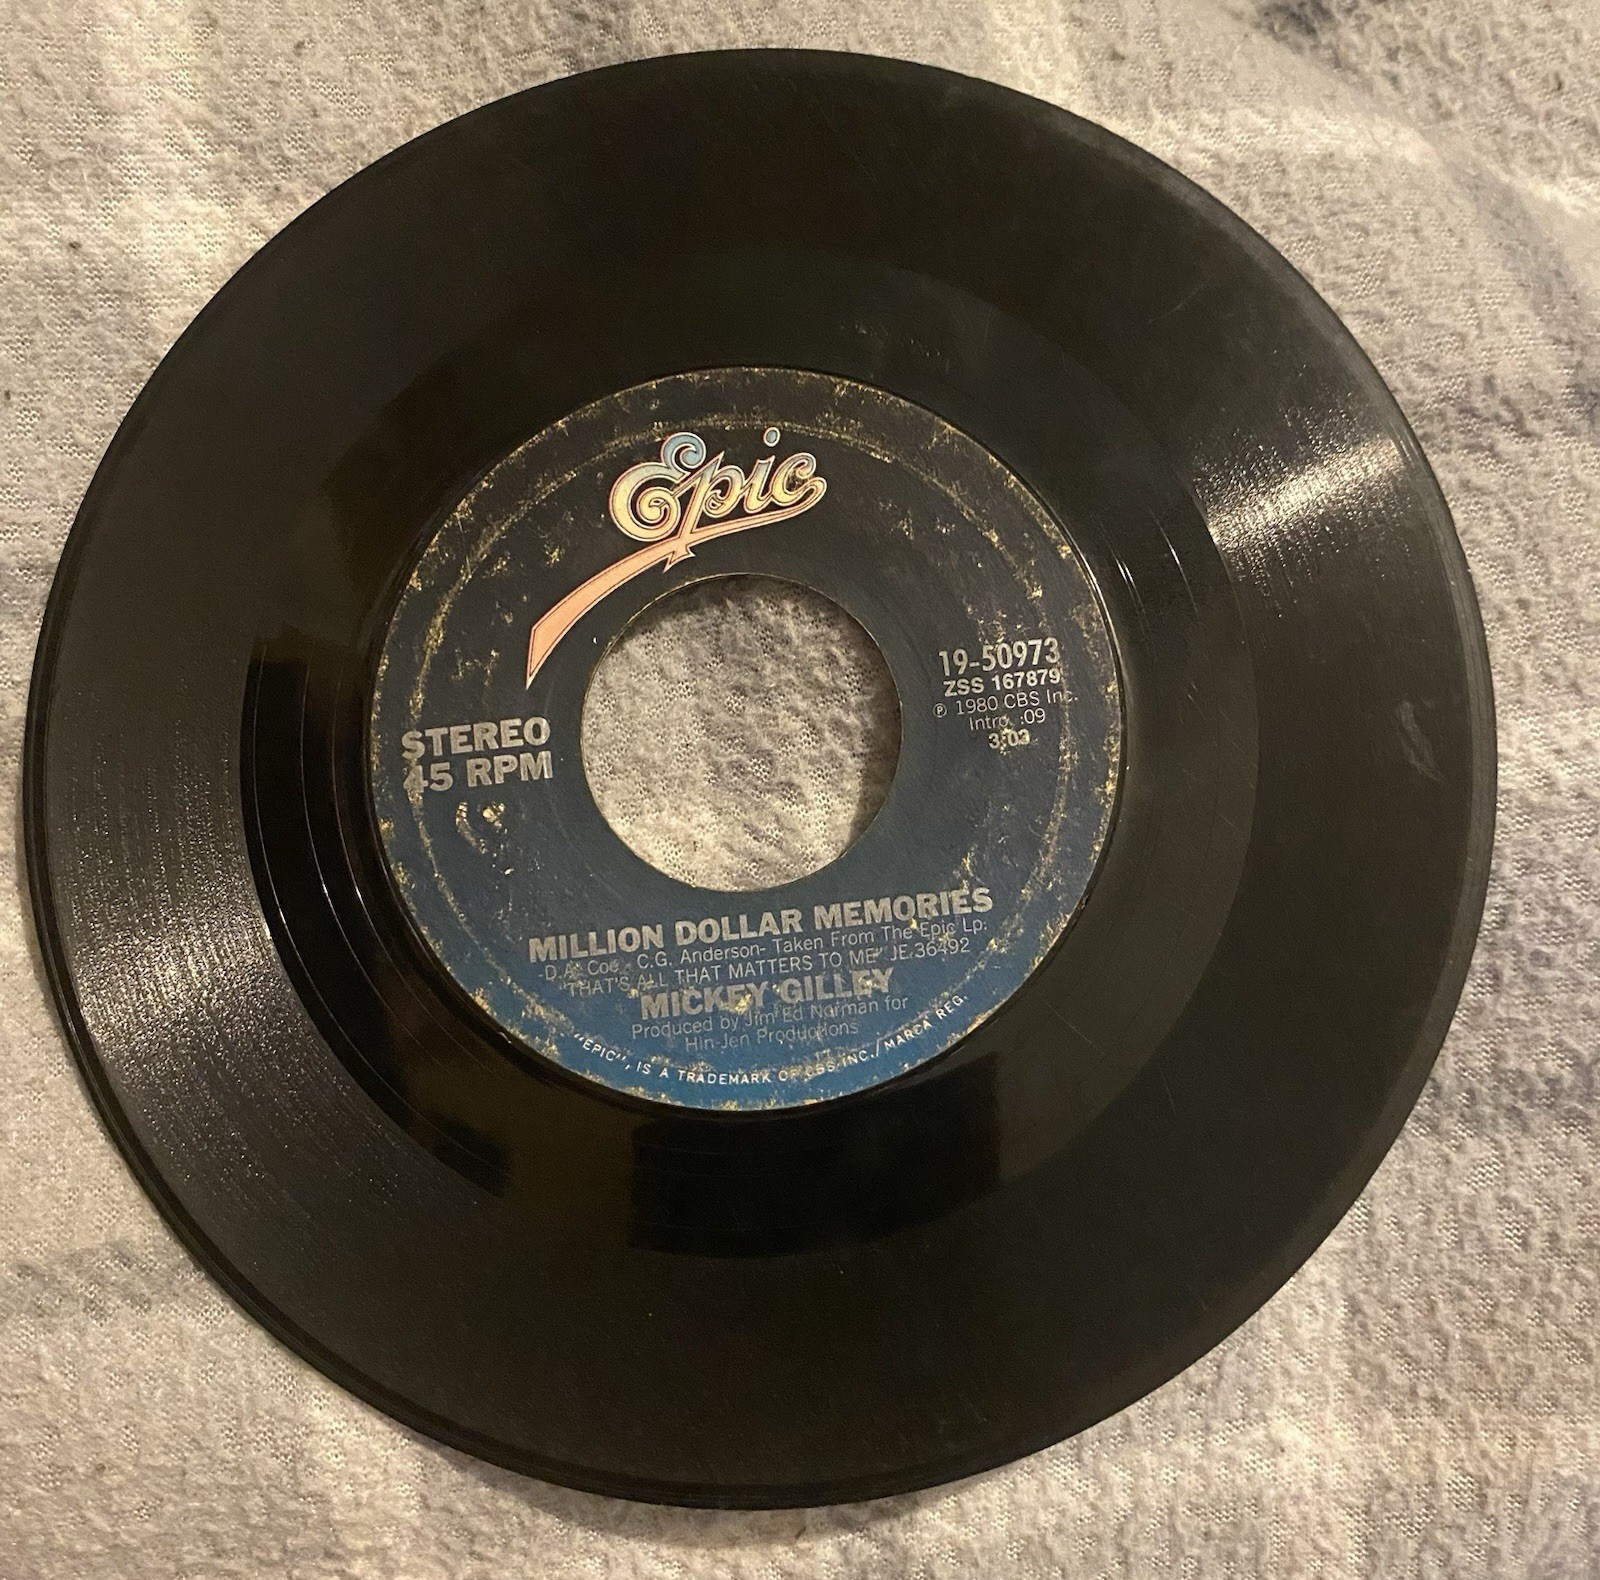 Epic
STEREO
45 RPM
19-50973
ZSS 167879
℗ 1980 CBS Inc.
Intro. :09
3:03
MILLION DOLLAR MEMORIES
-D.A. Coe - C.G. Anderson- Taken From The Epic Lp:
"THAT'S ALL THAT MATTERS TO ME" JE 36492
MICKEY GILLEY
Produced by Jim Ed Norman for
Hin-Jen Productions
"EPIC", IS A TRADEMARK OF CBS INC./MARCA REG.